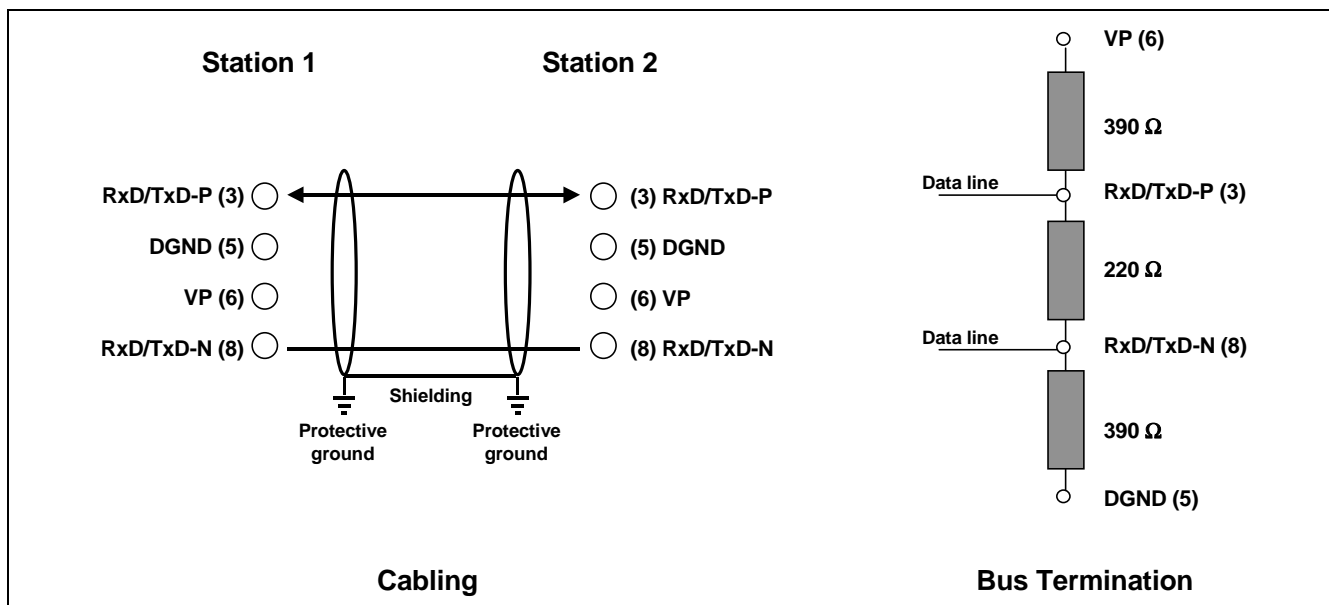 Station 1
Station 2
RxD/TxD-P (3)
(3) RxD/TxD-P
DGND (5)
(5) DGND
VP (6)
(6) VP
RxD/TxD-N (8)
(8) RxD/TxD-N
Shielding
Protective
ground
Protective
ground
Cabling
VP (6)
390 Ω
Data line
RxD/TxD-P (3)
220 Ω
Data line
RxD/TxD-N (8)
390 Ω
DGND (5)
Bus Termination